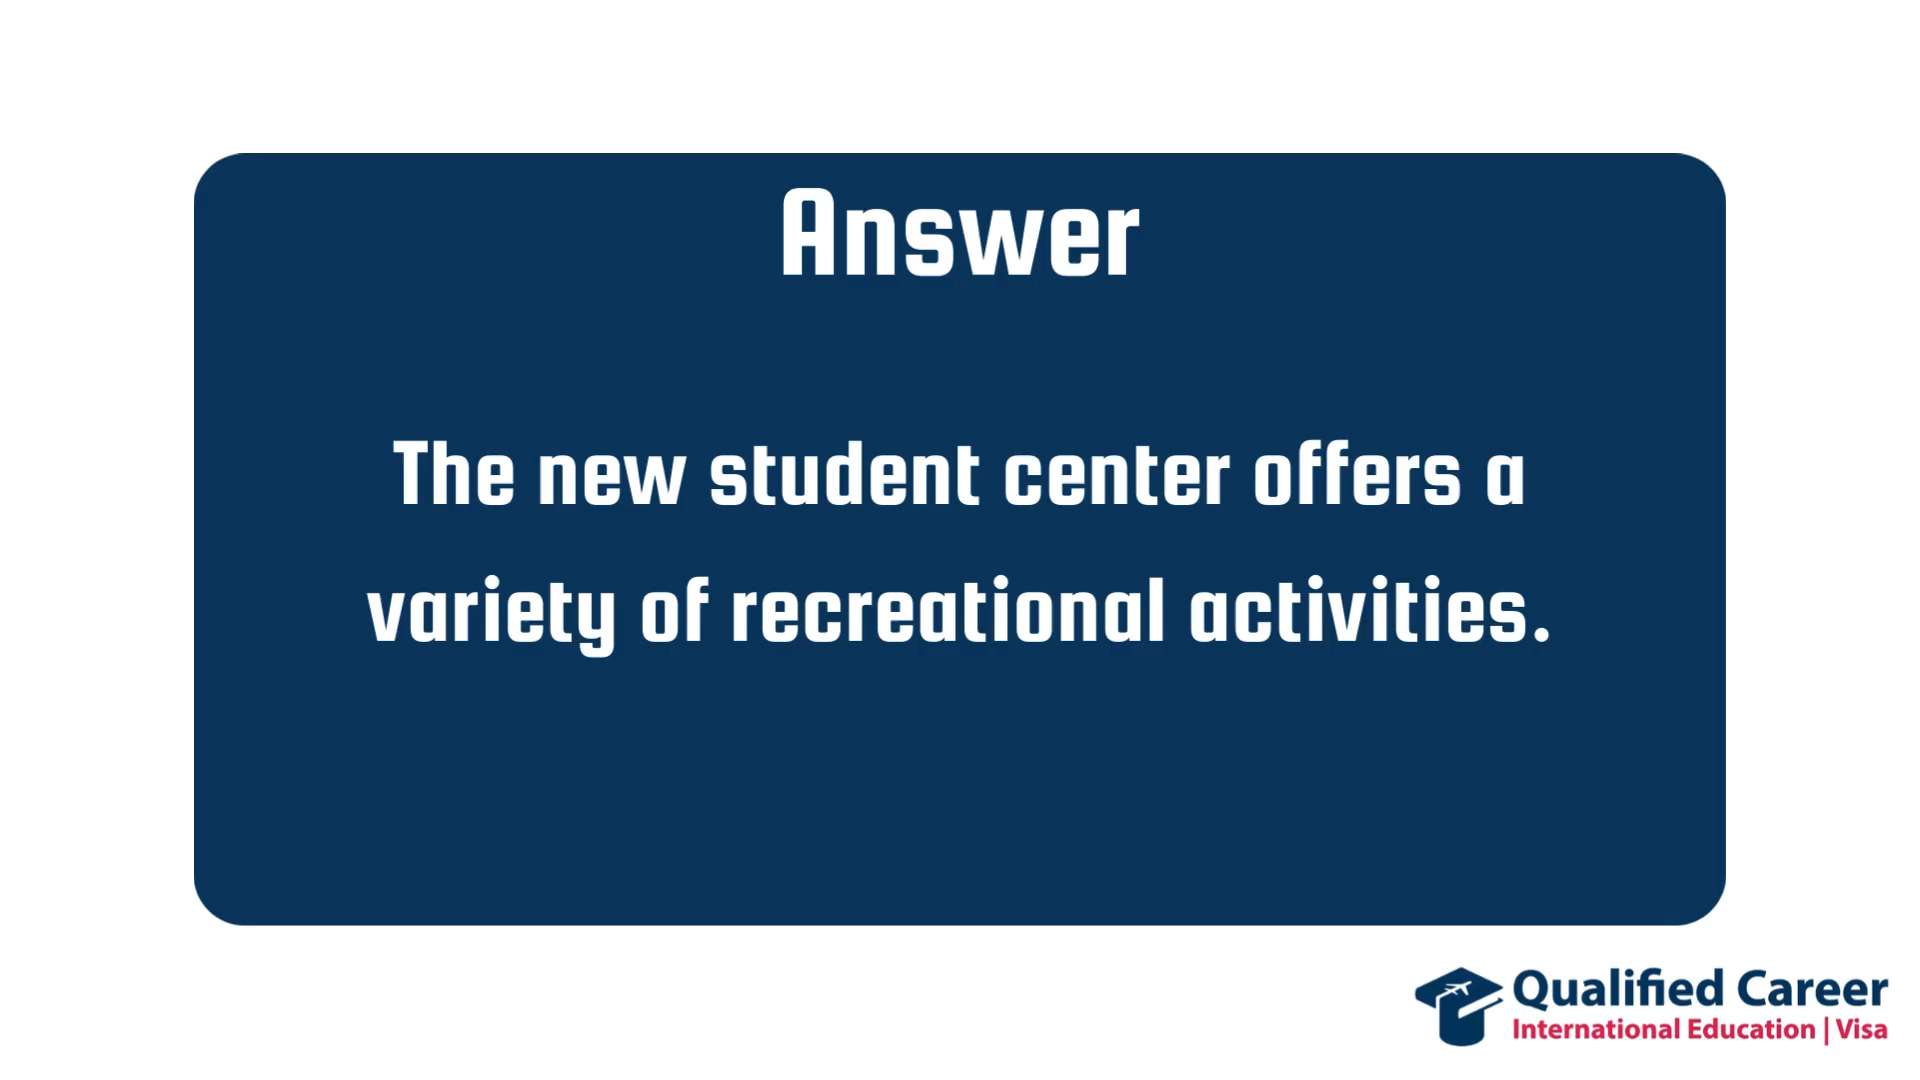 Answer
The new student center offers a
variety of recreational activities.
Qualified Career
International Education | Visa